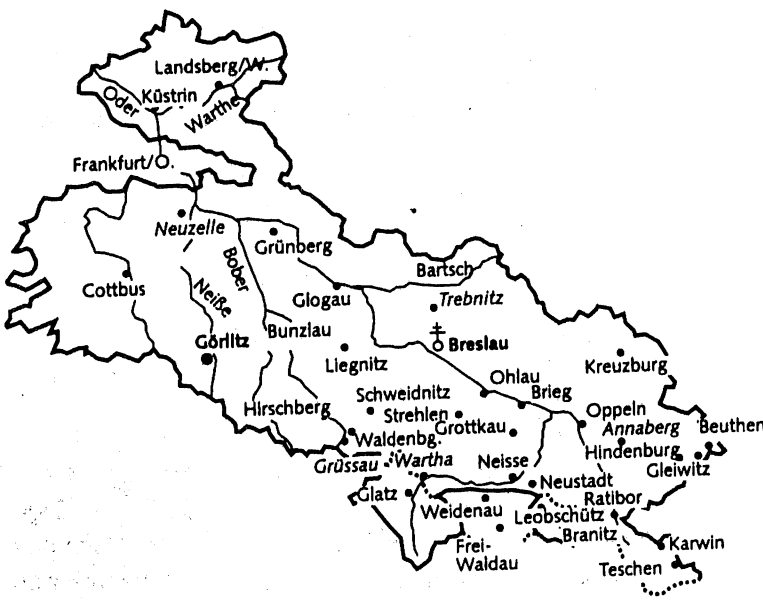 Landsberg/W.
Oder
Küstrin
Warthe
Frankfurt/O.
Neuzelle
Grünberg
Bober
Bartsch
Cottbus
Neiße
Glogau
Trebnitz
Görlitz
Bunzlau
Breslau
Liegnitz
Kreuzburg
Ohlau
Schweidnitz
Brieg
Hirschberg
Strehlen
Oppeln
Grottkau
Annaberg
Beuthen
Waldenbg.
Hindenburg
Grüssau
Wartha
Neisse
Gleiwitz
Neustadt
Glatz
Ratibor
Weidenau
Leobschütz
Branitz
Frei-
Waldau
Karwin
Teschen